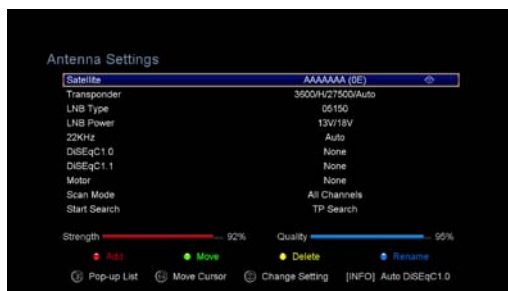 Antenna Settings
Satellite AAAAAAA (0E)
Transponder 3600/H/27500/Auto
LNB Type 05150
LNB Power 13V/18V
22KHz Auto
DiSEqC1.0 None
DiSEqC1.1 None
Motor None
Scan Mode All Channels
Start Search TP Search
Strength 92% Quality 95%
Add Move Delete Rename
Pop-up List Move Cursor Change Setting [INFO] Auto DiSEqC1.0